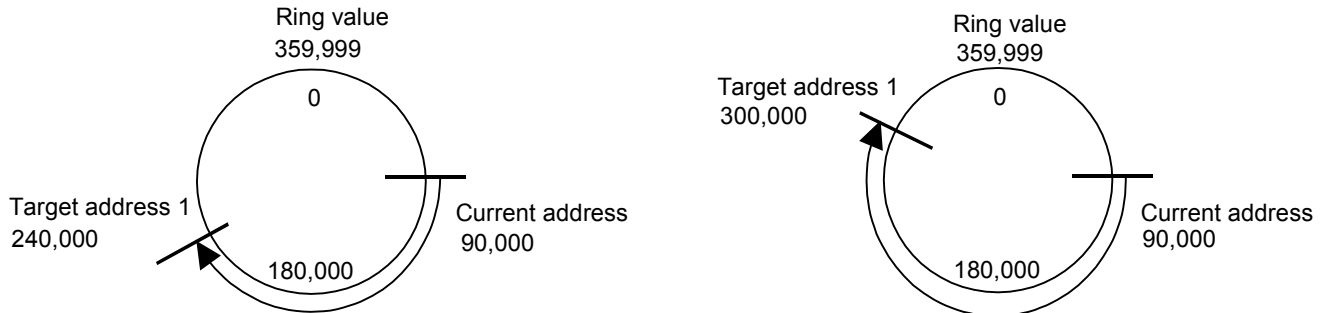 Ring value
359,999
0
Target address 1
240,000
Current address
90,000
180,000
Ring value
359,999
Target address 1
300,000
0
Current address
90,000
180,000